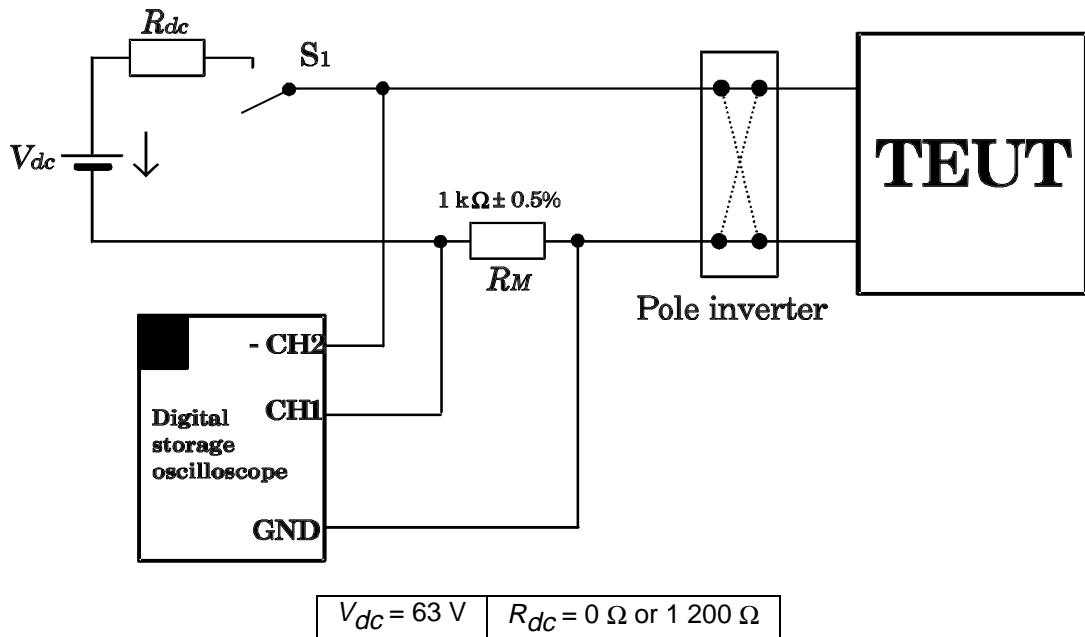 Rdc
S1
Vdc
1 kΩ ± 0.5%
RM
TEUT
Pole inverter
- CH2
CH1
Digital
storage
oscilloscope
GND
Vdc = 63 V
Rdc = 0 Ω or 1 200 Ω